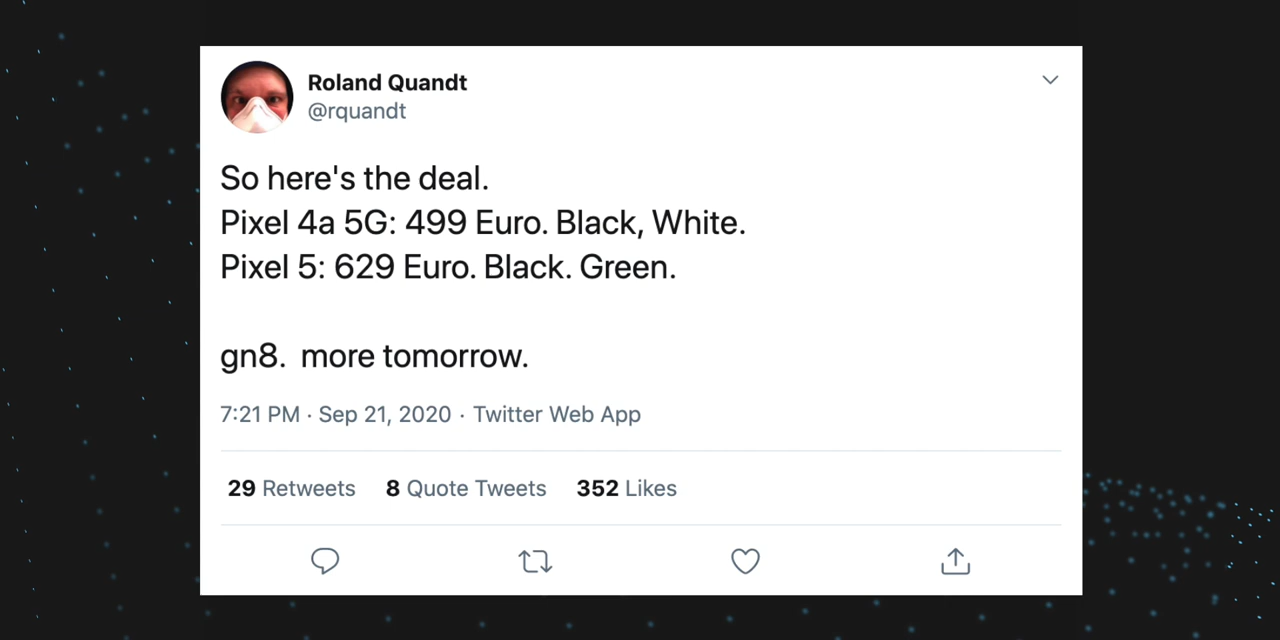 Roland Quandt
@rquandt
So here's the deal.
Pixel 4a 5G: 499 Euro. Black, White.
Pixel 5: 629 Euro. Black. Green.
gn8.  more tomorrow.
7:21 PM · Sep 21, 2020 · Twitter Web App
29 Retweets 8 Quote Tweets 352 Likes